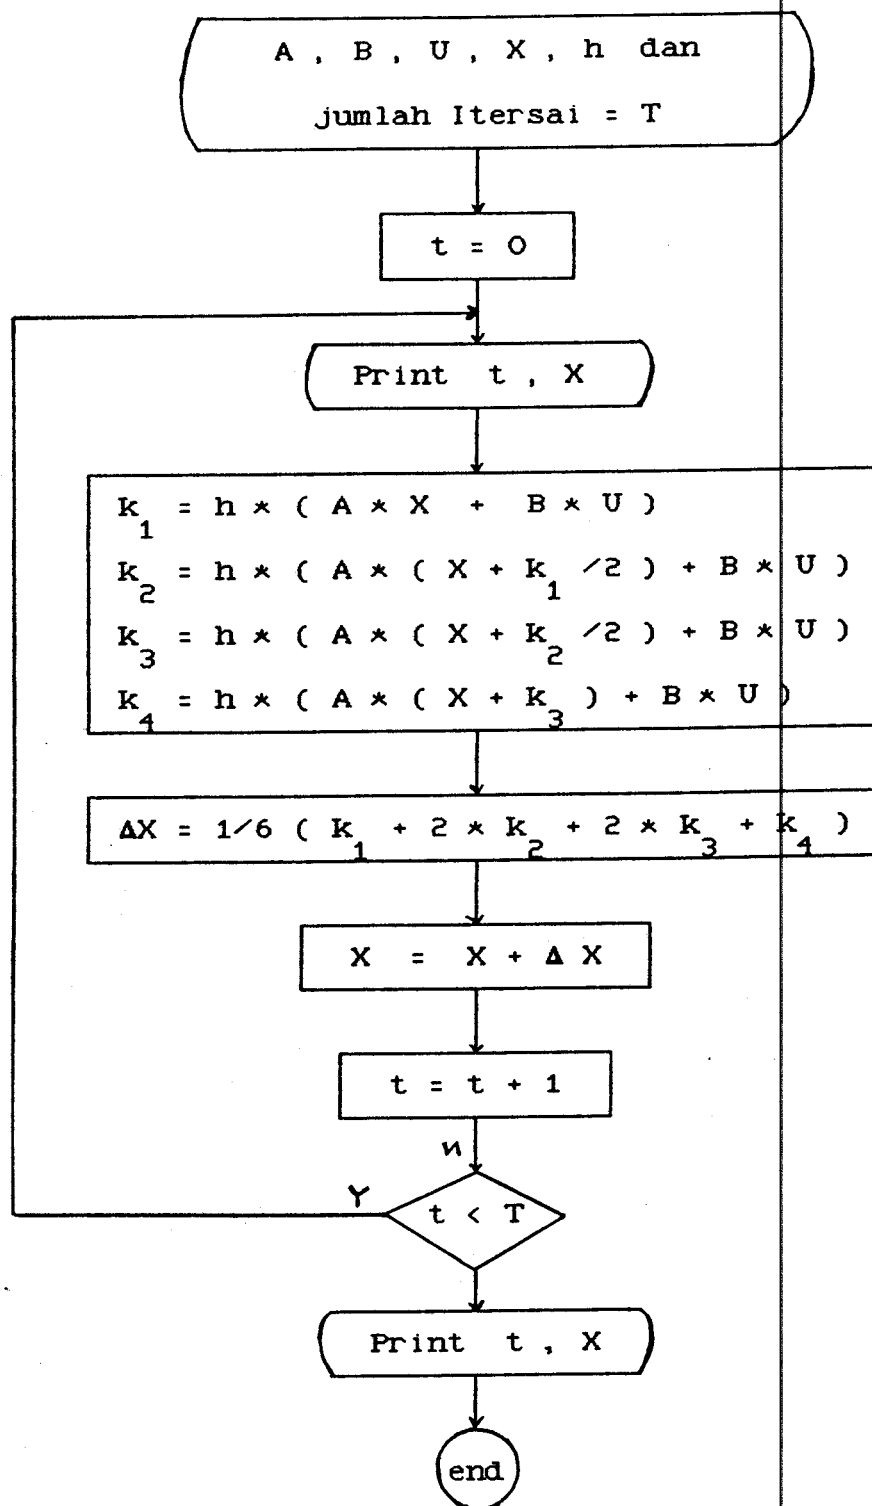 A , B , U , X , h dan
jumlah Itersai = T
t = 0
Print t , X
k₁ = h * ( A * X + B * U )
k₂ = h * ( A * ( X + k₁ /2 ) + B * U )
k₃ = h * ( A * ( X + k₂ /2 ) + B * U )
k₄ = h * ( A * ( X + k₃ ) + B * U )
ΔX = 1/6 ( k₁ + 2 * k₂ + 2 * k₃ + k₄ )
X = X + Δ X
t = t + 1
N
Y
t < T
Print t , X
end